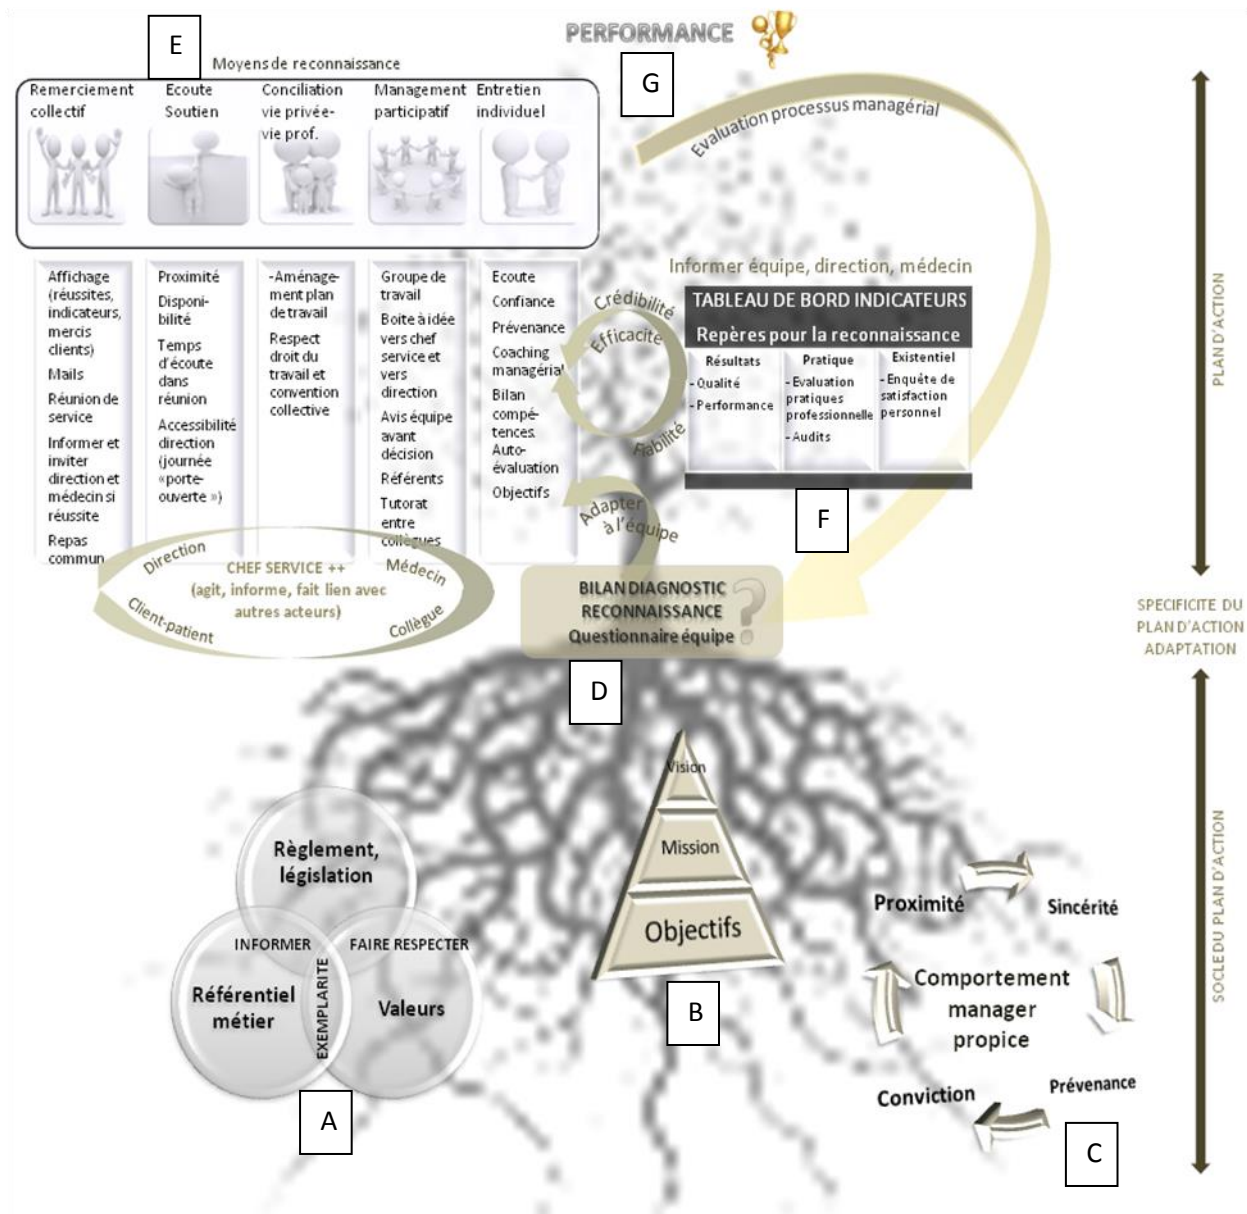 PERFORMANCE
E
Moyens de reconnaissance
G
Remerciement
collectif
Ecoute
Soutien
Conciliation
vie privée-
vie prof.
Management
participatif
Entretien
individuel
Evaluation processus managérial
Affichage
(réussites,
indicateurs,
mercis
clients)
Mails
Réunion de
service
Informer et
inviter
direction et
médecin si
réussite
Repas
commun
Proximité
Disponi-
bilité
Temps
d'écoute
dans
réunion
Accessibilité
direction
(journée
«porte-
ouverte »)
-Aménage-
ment plan
de travail
Respect
droit du
travail et
convention
collective
Groupe de
travail
Boite à idée
vers chef
service et
vers
direction
Avis équipe
avant
décision
Référents
Tutorat
entre
collègues
Ecoute
Confiance
Prévenance
Coaching
managérial
Bilan
compé-
tences.
Auto-
évaluation
Objectifs
Crédibilité
Efficacité
Fiabilité
Informer équipe, direction, médecin
TABLEAU DE BORD INDICATEURS
Repères pour la reconnaissance
Résultats
- Qualité
- Performance
Pratique
- Evaluation
pratiques
professionnelle
- Audits
Existentiel
- Enquête de
satisfaction
personnel
F
Adapter
à l'équipe
Direction
Médecin
CHEF SERVICE ++
(agit, informe, fait lien avec
autres acteurs)
Client-patient
Collègue
BILAN DIAGNOSTIC
RECONNAISSANCE
Questionnaire équipe
?
D
PLAN D'ACTION
SPECIFICITE DU
PLAN D'ACTION
ADAPTATION
SOCLE DU PLAN D'ACTION
Règlement,
législation
INFORMER
FAIRE RESPECTER
EXEMPLARITE
Référentiel
métier
Valeurs
A
Vision
Mission
Objectifs
B
Proximité
Sincérité
Comportement
manager
propice
Conviction
Prévenance
C